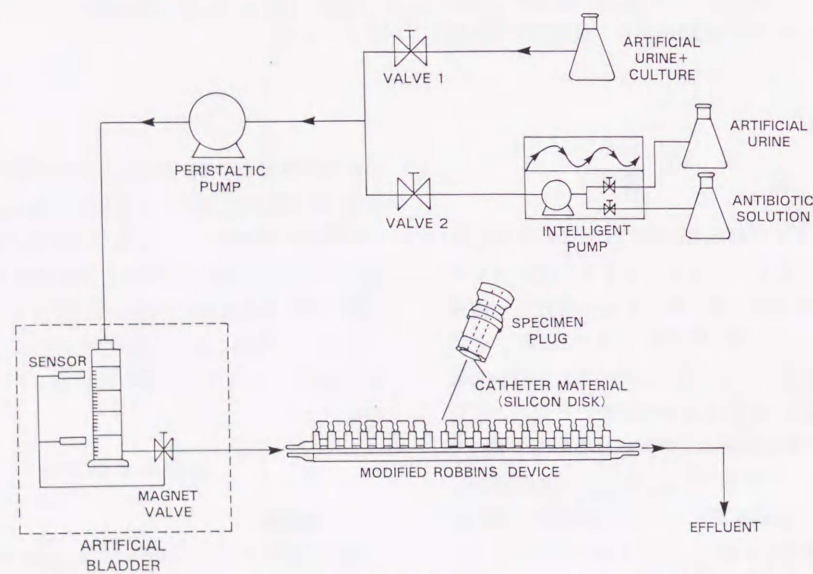 ARTIFICIAL
URINE+
CULTURE
VALVE 1
ARTIFICIAL
URINE
PERISTALTIC
PUMP
VALVE 2
ANTIBIOTIC
SOLUTION
INTELLIGENT
PUMP
SPECIMEN
PLUG
SENSOR
CATHETER MATERIAL
(SILICON DISK)
MODIFIED ROBBINS DEVICE
MAGNET
VALVE
EFFLUENT
ARTIFICIAL
BLADDER